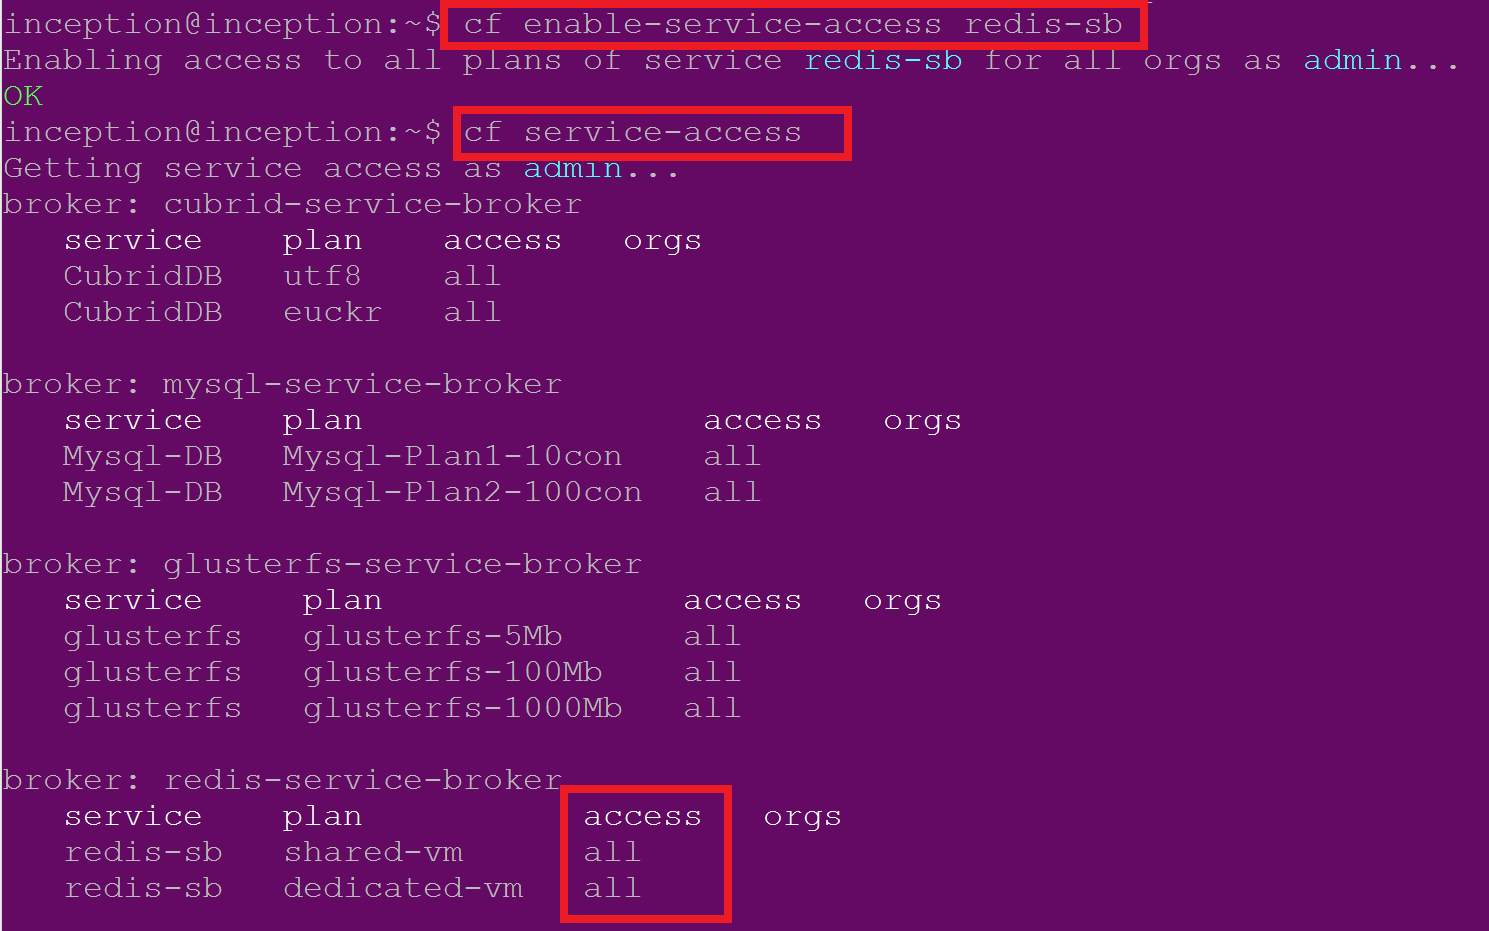 inception@inception:~$ cf enable-service-access redis-sb
Enabling access to all plans of service redis-sb for all orgs as admin...
OK
inception@inception:~$ cf service-access
Getting service access as admin...
broker: cubrid-service-broker
   service    plan    access   orgs
   CubridDB   utf8    all
   CubridDB   euckr   all

broker: mysql-service-broker
   service    plan                 access   orgs
   Mysql-DB   Mysql-Plan1-10con    all
   Mysql-DB   Mysql-Plan2-100con   all

broker: glusterfs-service-broker
   service     plan               access   orgs
   glusterfs   glusterfs-5Mb      all
   glusterfs   glusterfs-100Mb    all
   glusterfs   glusterfs-1000Mb   all

broker: redis-service-broker
   service    plan           access   orgs
   redis-sb   shared-vm      all
   redis-sb   dedicated-vm   all